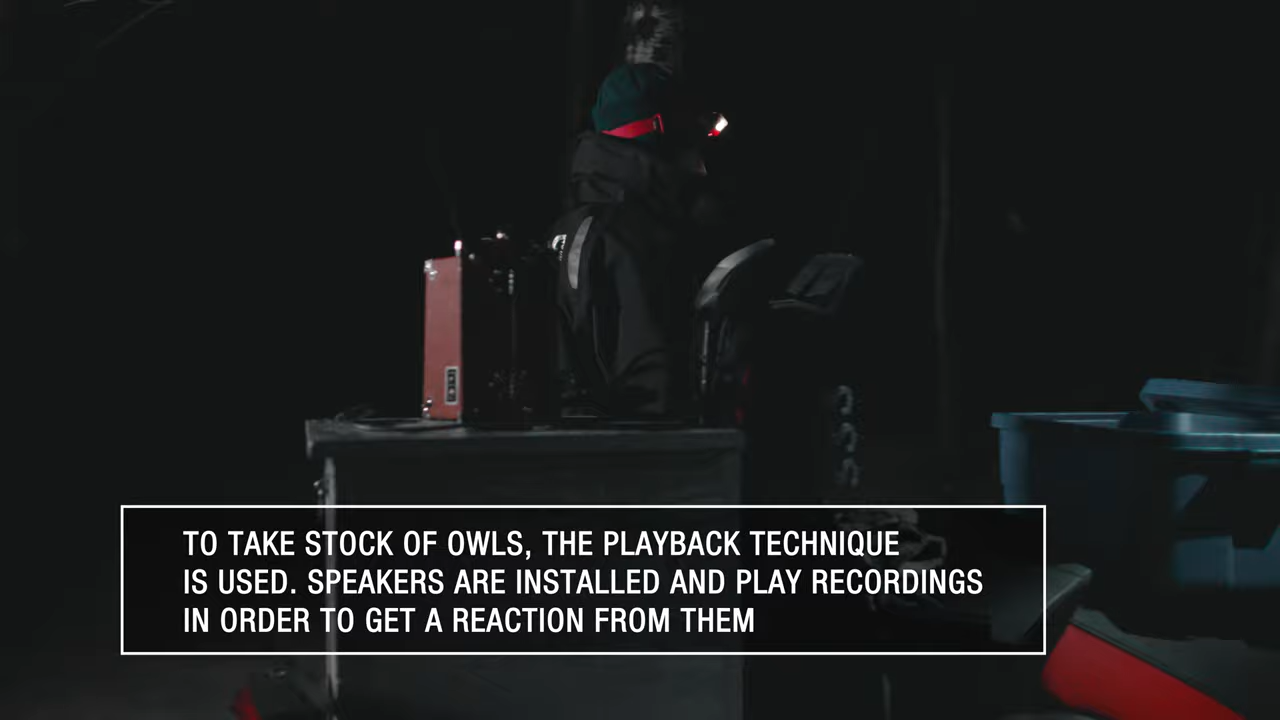 TO TAKE STOCK OF OWLS, THE PLAYBACK TECHNIQUE
IS USED. SPEAKERS ARE INSTALLED AND PLAY RECORDINGS
IN ORDER TO GET A REACTION FROM THEM